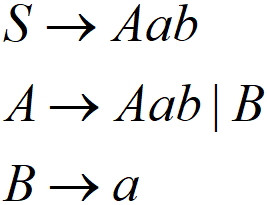 S → Aab
A → Aab | B
B → a